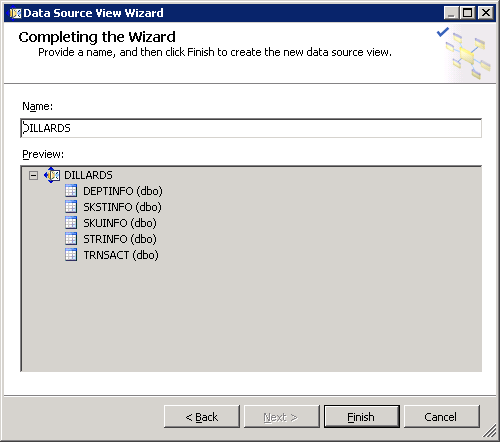 Data Source View Wizard
Completing the Wizard
Provide a name, and then click Finish to create the new data source view.
Name:
DILLARDS
Preview:
DILLARDS
DEPTINFO (dbo)
SKSTINFO (dbo)
SKUINFO (dbo)
STRINFO (dbo)
TRNSACT (dbo)
< Back
Next >
Finish
Cancel